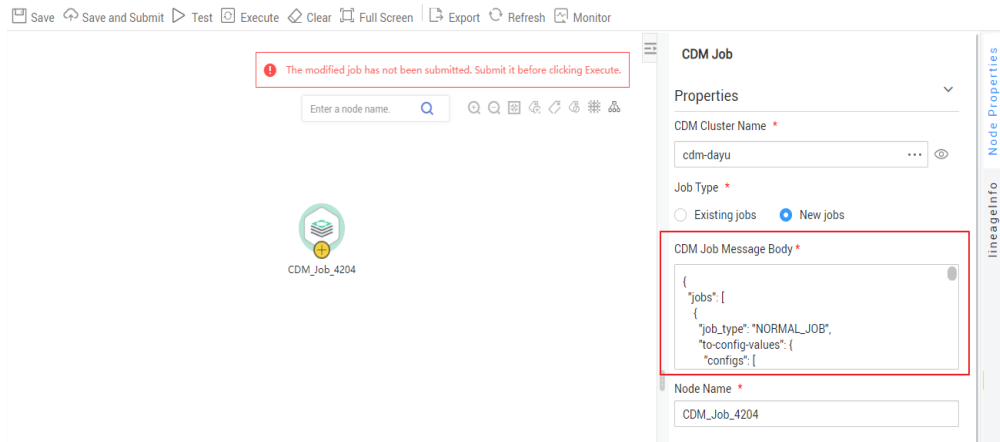 Save Save and Submit Test Execute Clear Full Screen Export Refresh Monitor
The modified job has not been submitted. Submit it before clicking Execute.
Enter a node name.
CDM_Job_4204
CDM Job
Properties
CDM Cluster Name *
cdm-dayu ...
Job Type *
Existing jobs New jobs
CDM Job Message Body *
{
"jobs": [
{
"job_type": "NORMAL_JOB",
"to-config-values": {
"configs": [
Node Name *
CDM_Job_4204
Node Properties
lineageInfo